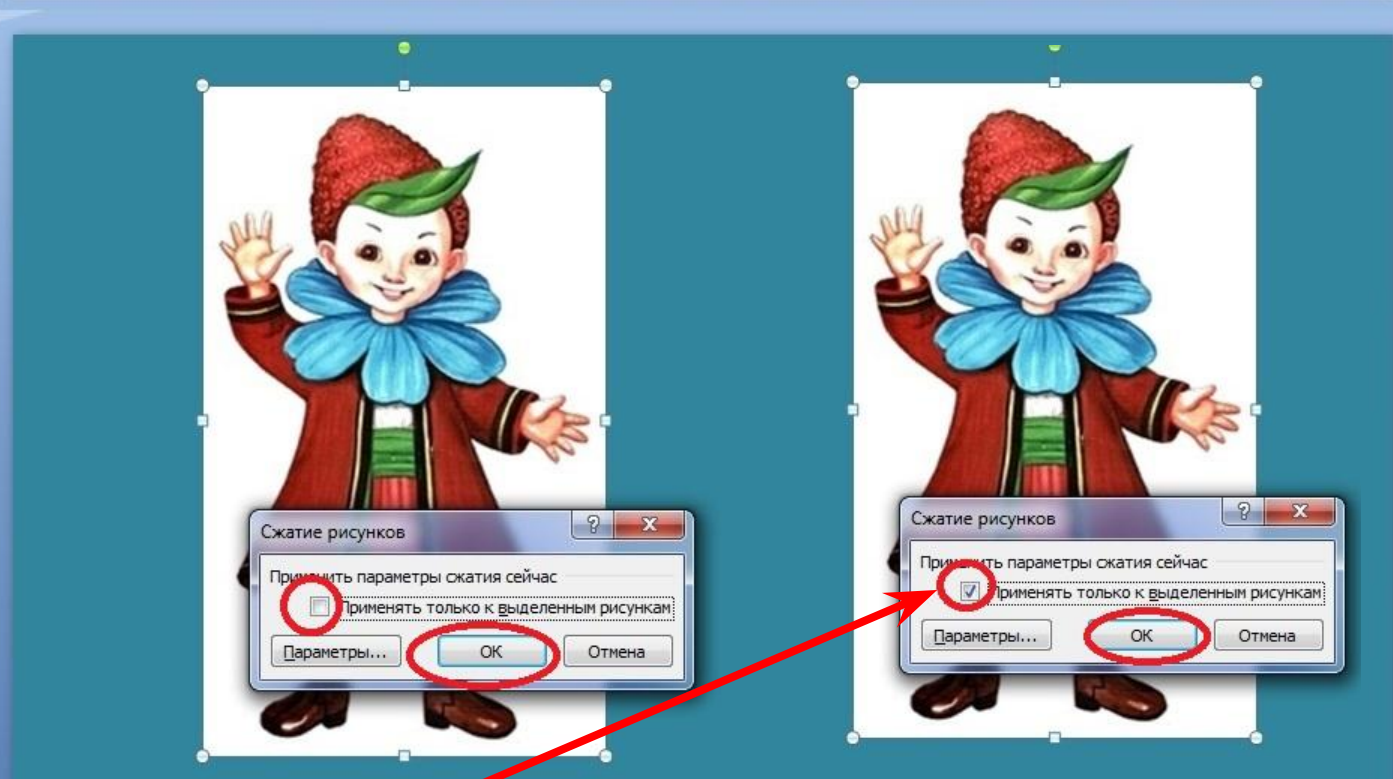 Сжатие рисунков
Применить параметры сжатия сейчас
Применять только к выделенным рисункам
Параметры...
ОК
Отмена
Сжатие рисунков
Применить параметры сжатия сейчас
Применять только к выделенным рисункам
Параметры...
ОК
Отмена